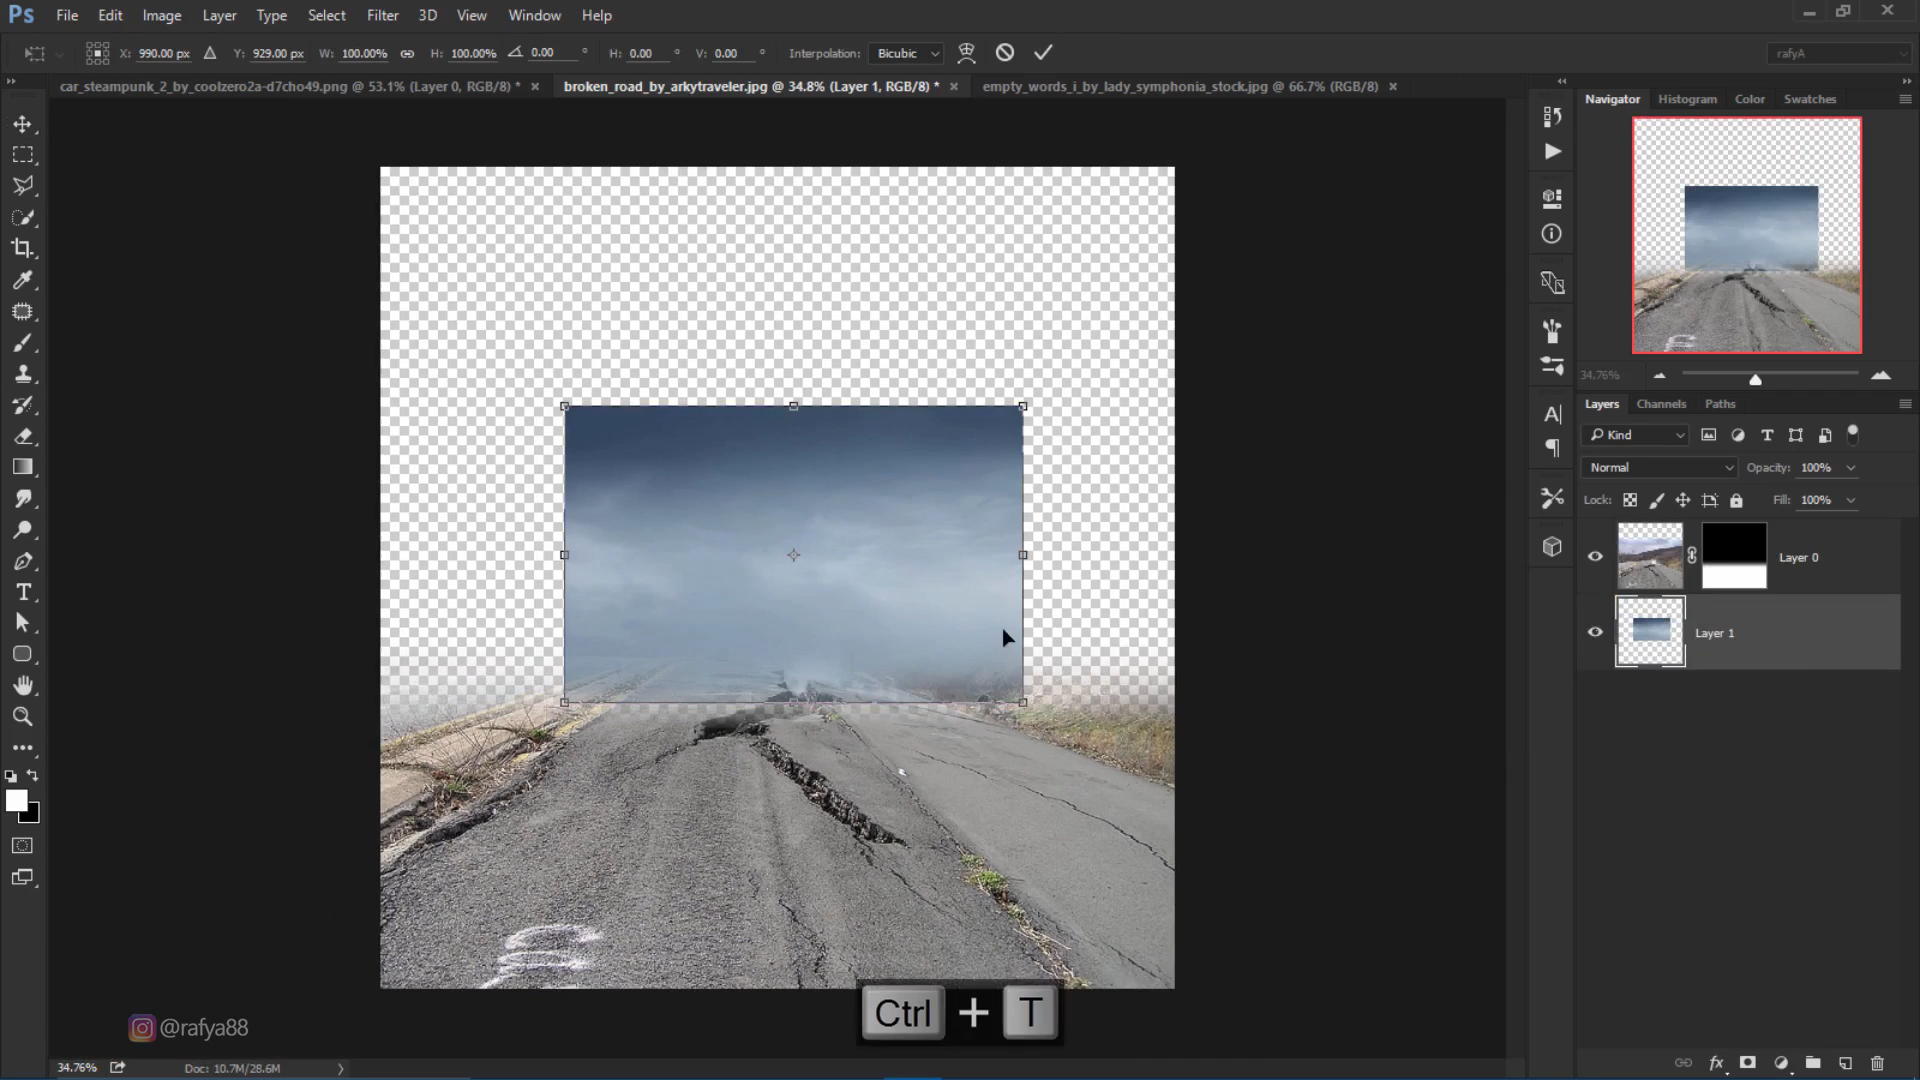 Ps File Edit Image Layer Type Select Filter 3D View Window Help
X: 990.00 px Y: 929.00 px W: 100.00% H: 100.00% 0.00 ° H: 0.00 ° V: 0.00 ° Interpolation: Bicubic rafyA
car_steampunk_2_by_coolzero2a-d7cho49.png @ 53.1% (Layer 0, RGB/8) * broken_road_by_arkytraveler.jpg @ 34.8% (Layer 1, RGB/8) * empty_words_i_by_lady_symphonia_stock.jpg @ 66.7% (RGB/8)
Navigator Histogram Color Swatches
34.76%
Layers Channels Paths
Kind
Normal Opacity: 100%
Lock: Fill: 100%
Layer 0
Layer 1
Ctrl + T
@rafya88
34.76% Doc: 10.7M/28.6M